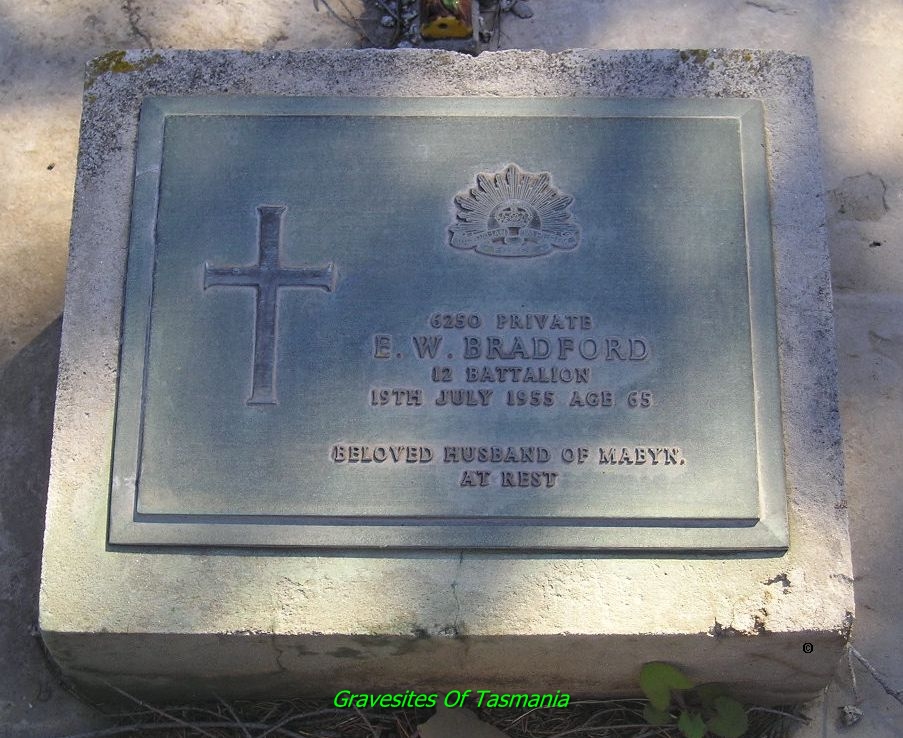 6250 PRIVATE
E. W. BRADFORD
12 BATTALION
19TH JULY 1955 AGE 65
BELOVED HUSBAND OF MABYN.
AT REST
©
Gravesites Of Tasmania